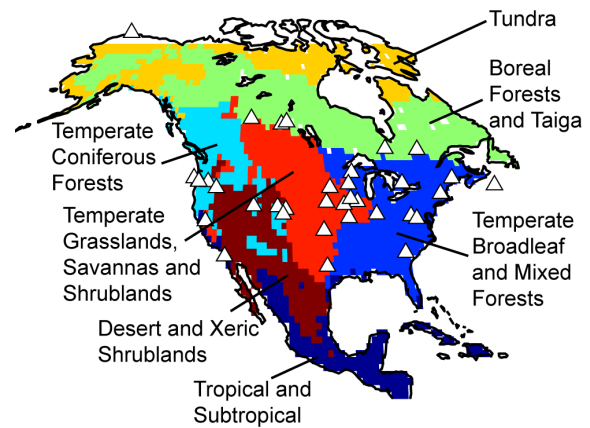 Tundra
Boreal
Forests
and Taiga
Temperate
Coniferous
Forests
Temperate
Grasslands,
Savannas and
Shrublands
Temperate
Broadleaf
and Mixed
Forests
Desert and Xeric
Shrublands
Tropical and
Subtropical